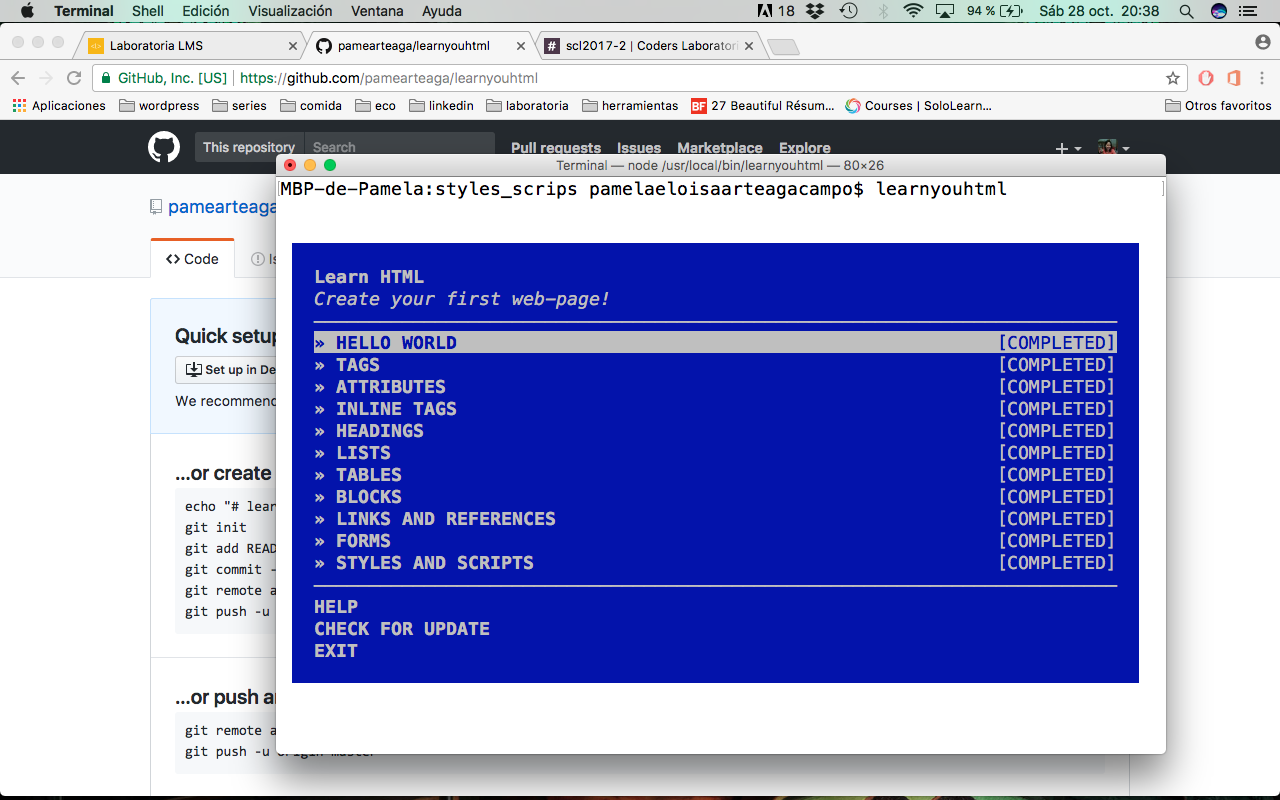 Terminal Shell Edición Visualización Ventana Ayuda 18 94 % Sáb 28 oct. 20:38
Laboratoria LMS pamearteaga/learnyouhtml scl2017-2 | Coders Laboratori
GitHub, Inc. [US] https://github.com/pamearteaga/learnyouhtml
Aplicaciones wordpress series comida eco linkedin laboratoria herramientas BF 27 Beautiful Résum... Courses | SoloLearn... Otros favoritos
This repository Search Pull requests Issues Marketplace Explore
Terminal — node /usr/local/bin/learnyouhtml — 80×26
MBP-de-Pamela:styles_scrips pamelaeloisaarteagacampo$ learnyouhtml
pamearteaga
<> Code Is
Learn HTML
Create your first web-page!
» HELLO WORLD [COMPLETED]
» TAGS [COMPLETED]
» ATTRIBUTES [COMPLETED]
» INLINE TAGS [COMPLETED]
» HEADINGS [COMPLETED]
» LISTS [COMPLETED]
» TABLES [COMPLETED]
» BLOCKS [COMPLETED]
» LINKS AND REFERENCES [COMPLETED]
» FORMS [COMPLETED]
» STYLES AND SCRIPTS [COMPLETED]
HELP
CHECK FOR UPDATE
EXIT
Quick setup
Set up in De
We recommend
...or create
echo "# lear
git init
git add READ
git commit -
git remote a
git push -u
...or push a
git remote a
git push -u origin master